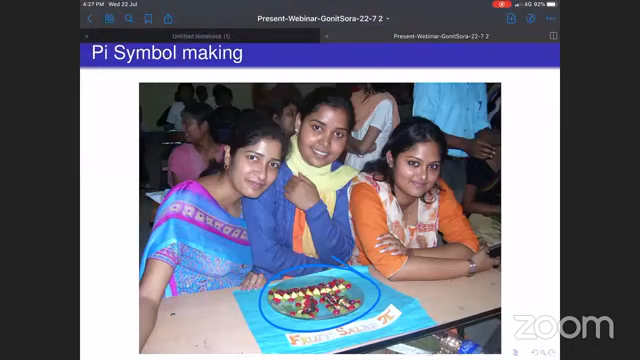 4:27 PM Wed 22 Jul
4G 92%
Present-Webinar-GonitSora-22-7 2
Untitled Notebook (1)
Present-Webinar-GonitSora-22-7 2
Pi Symbol making
FRUIT SALAD π
zoom